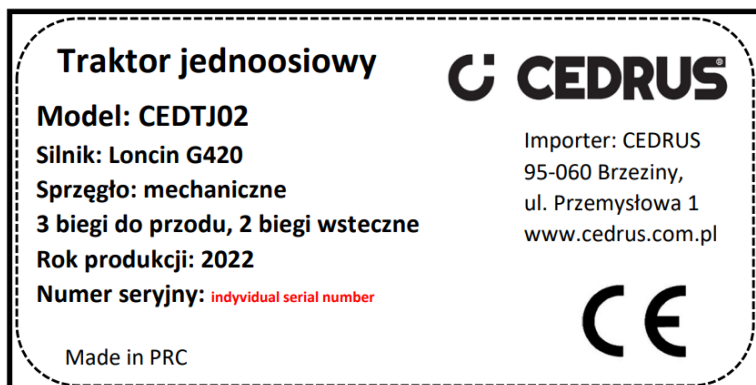 Traktor jednoosiowy
Model: CEDTJ02
Silnik: Loncin G420
Sprzęgło: mechaniczne
3 biegi do przodu, 2 biegi wsteczne
Rok produkcji: 2022
Numer seryjny: indyvidual serial number
Made in PRC
CEDRUS®
Importer: CEDRUS
95-060 Brzeziny,
ul. Przemysłowa 1
www.cedrus.com.pl
CE